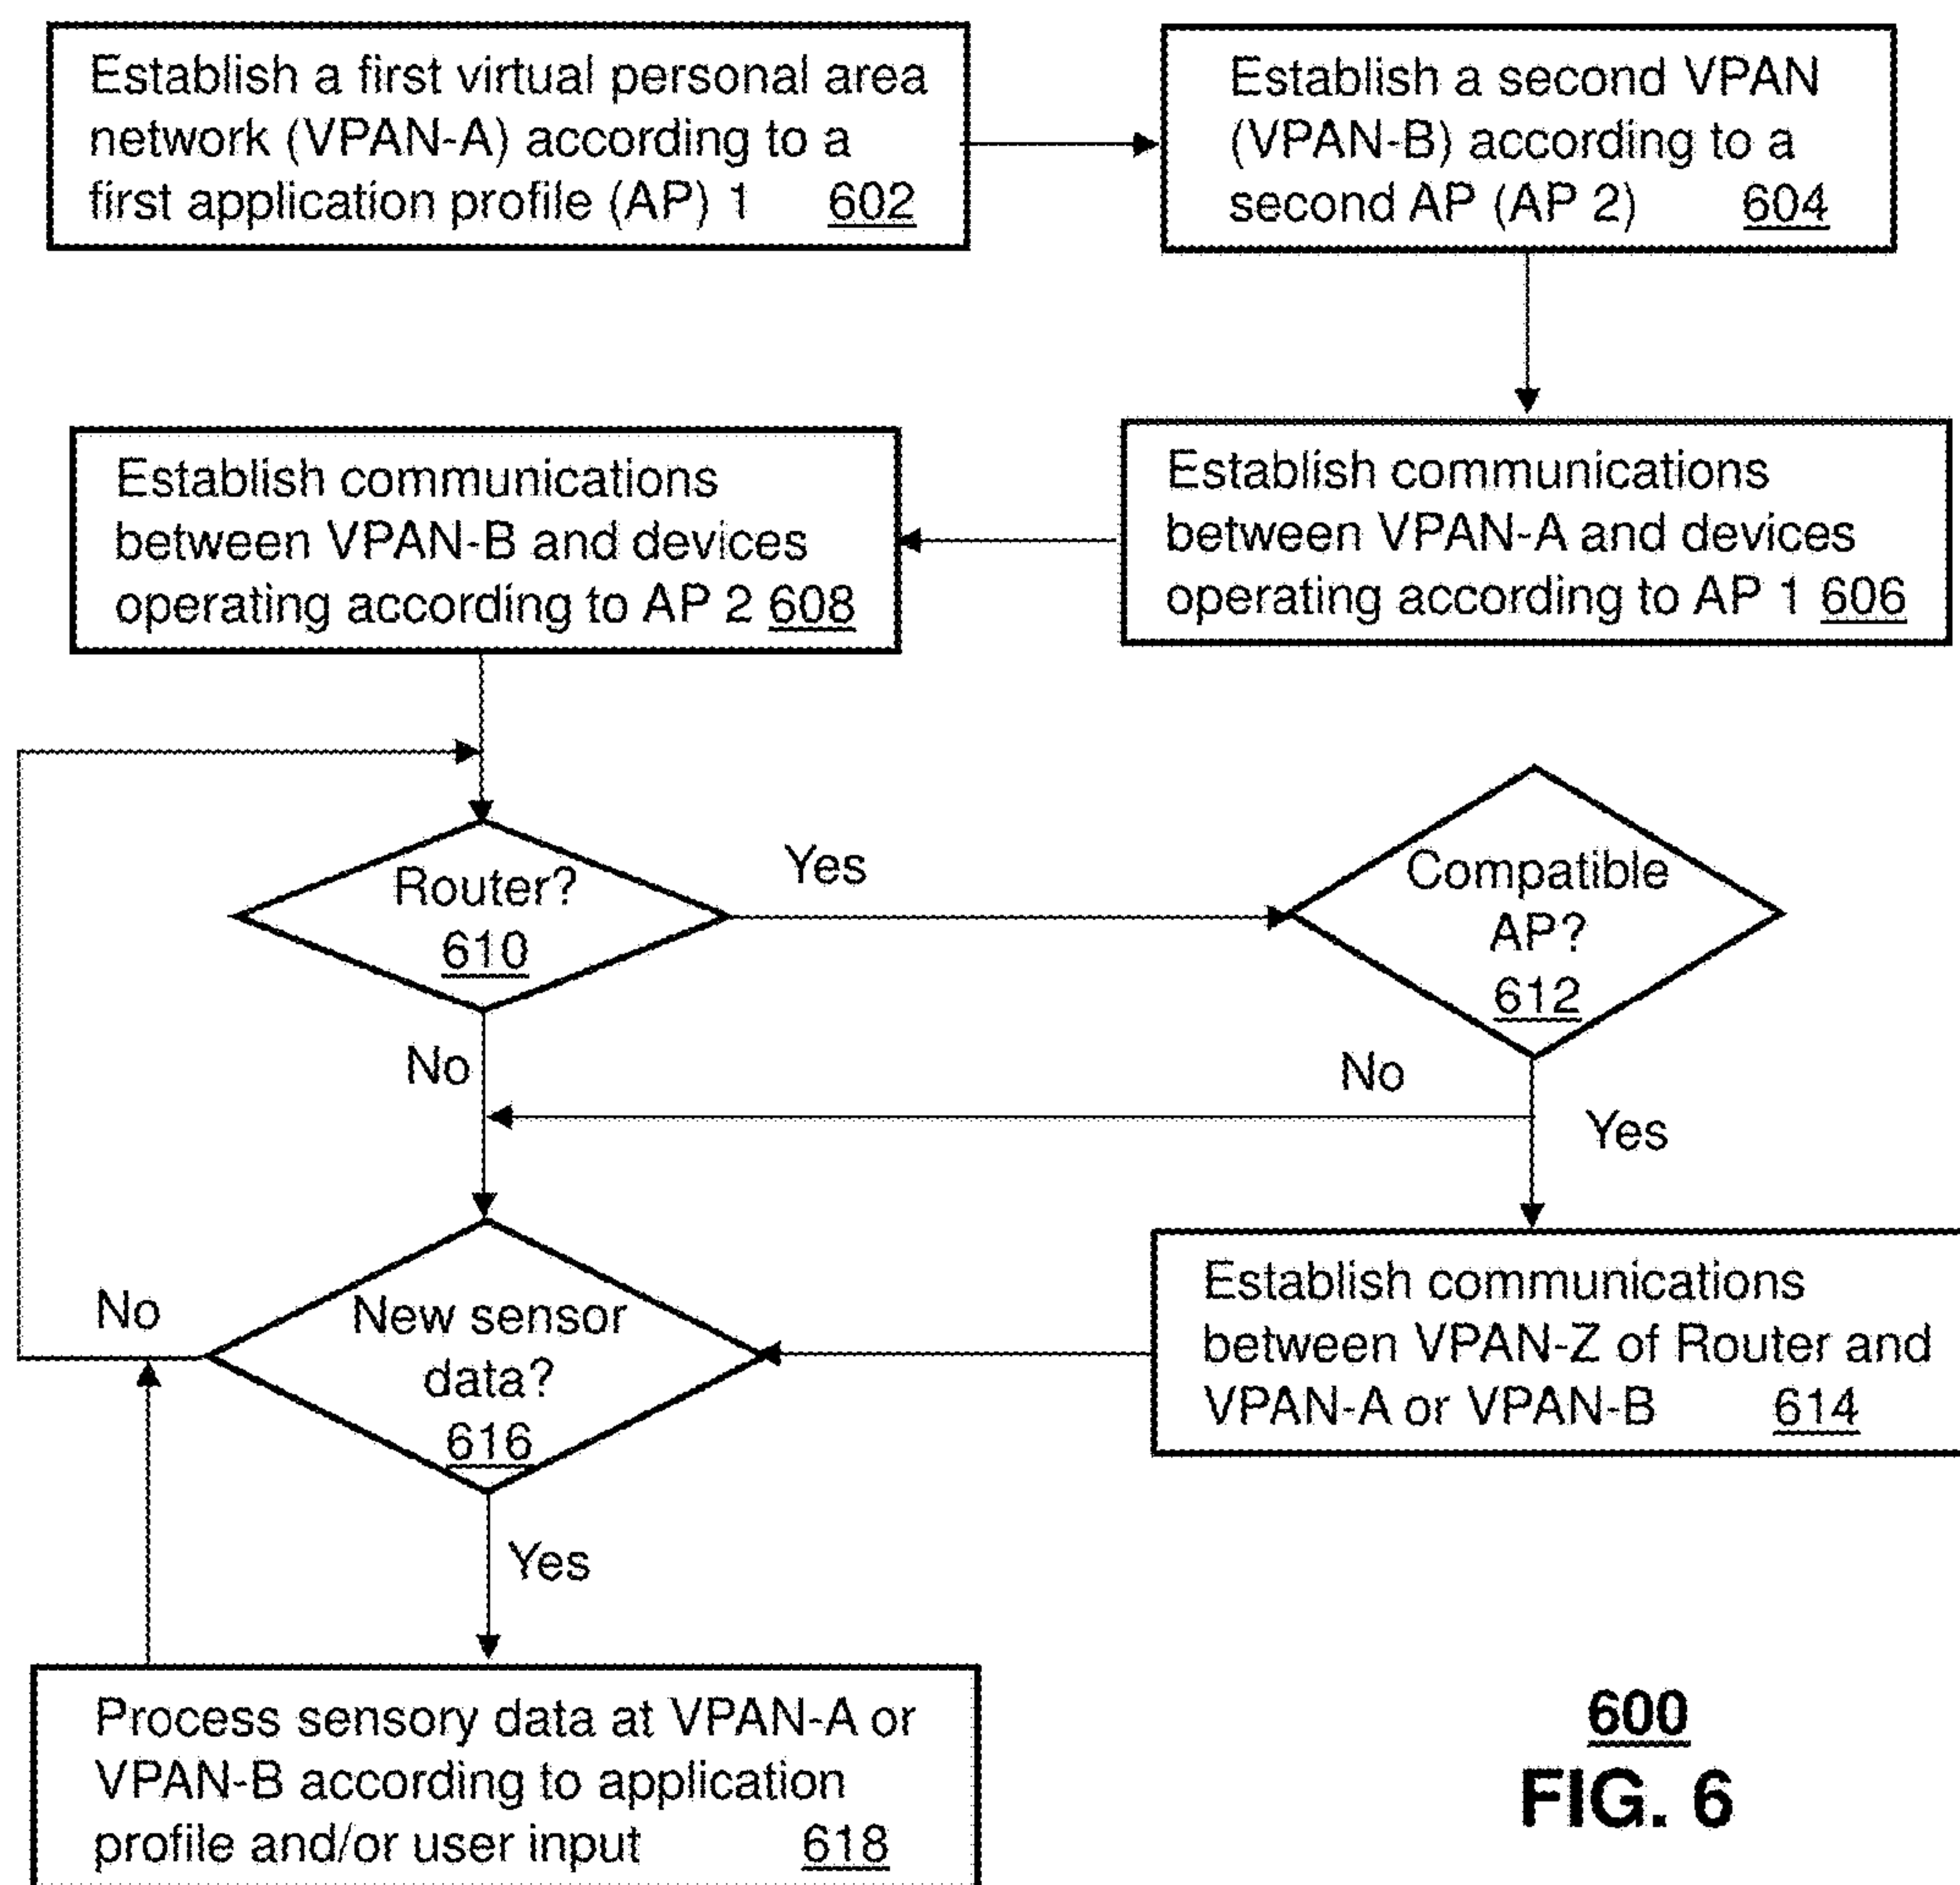 Establish a first virtual personal area
network (VPAN-A) according to a
first application profile (AP) 1 602
Establish a second VPAN
(VPAN-B) according to a
second AP (AP 2) 604
Establish communications
between VPAN-B and devices
operating according to AP 2 608
Establish communications
between VPAN-A and devices
operating according to AP 1 606
Router?
610
Yes
Compatible
AP?
612
No
No
Yes
New sensor
data?
616
No
Establish communications
between VPAN-Z of Router and
VPAN-A or VPAN-B 614
Yes
Process sensory data at VPAN-A or
VPAN-B according to application
profile and/or user input 618
600
FIG. 6